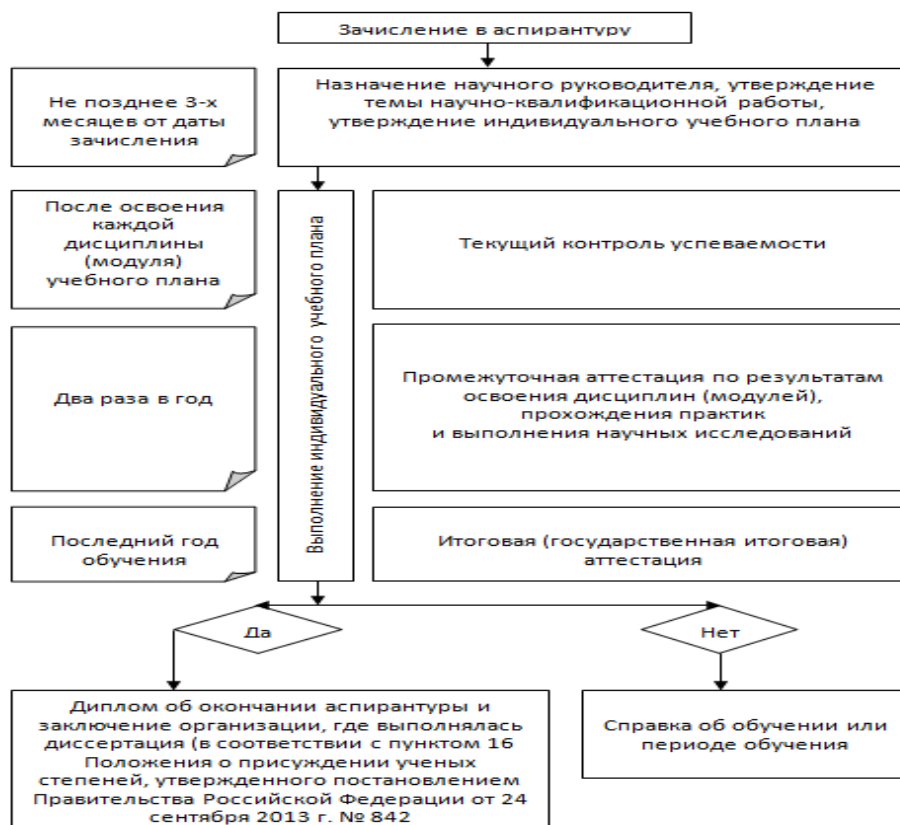 Зачисление в аспирантуру
Не позднее 3-х
месяцев от даты
зачисления
Назначение научного руководителя, утверждение
темы научно-квалификационной работы,
утверждение индивидуального учебного плана
После освоения
каждой
дисциплины
(модуля)
учебного плана
Выполнение индивидуального учебного плана
Текущий контроль успеваемости
Два раза в год
Промежуточная аттестация по результатам
освоения дисциплин (модулей),
прохождения практик
и выполнения научных исследований
Последний год
обучения
Итоговая (государственная итоговая)
аттестация
Да
Нет
Диплом об окончании аспирантуры и
заключение организации, где выполнялась
диссертация (в соответствии с пунктом 16
Положения о присуждении ученых
степеней, утвержденного постановлением
Правительства Российской Федерации от 24
сентября 2013 г. № 842
Справка об обучении или
периоде обучения